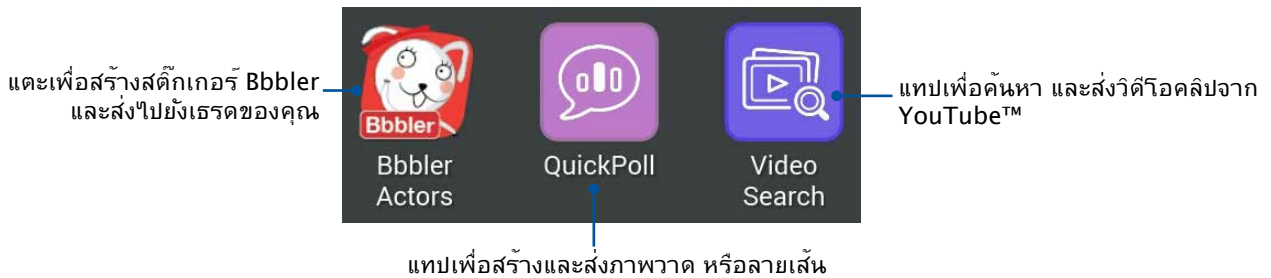 แตะเพื่อสร้างสติ๊กเกอร์ Bbbler
และส่งไปยังเธรดของคุณ
Bbbler
Bbbler
Actors
QuickPoll
Video
Search
แทปเพื่อค้นหา และส่งวิดีโอคลิปจาก
YouTube™
แทปเพื่อสร้างและส่งภาพวาด หรือลายเส้น